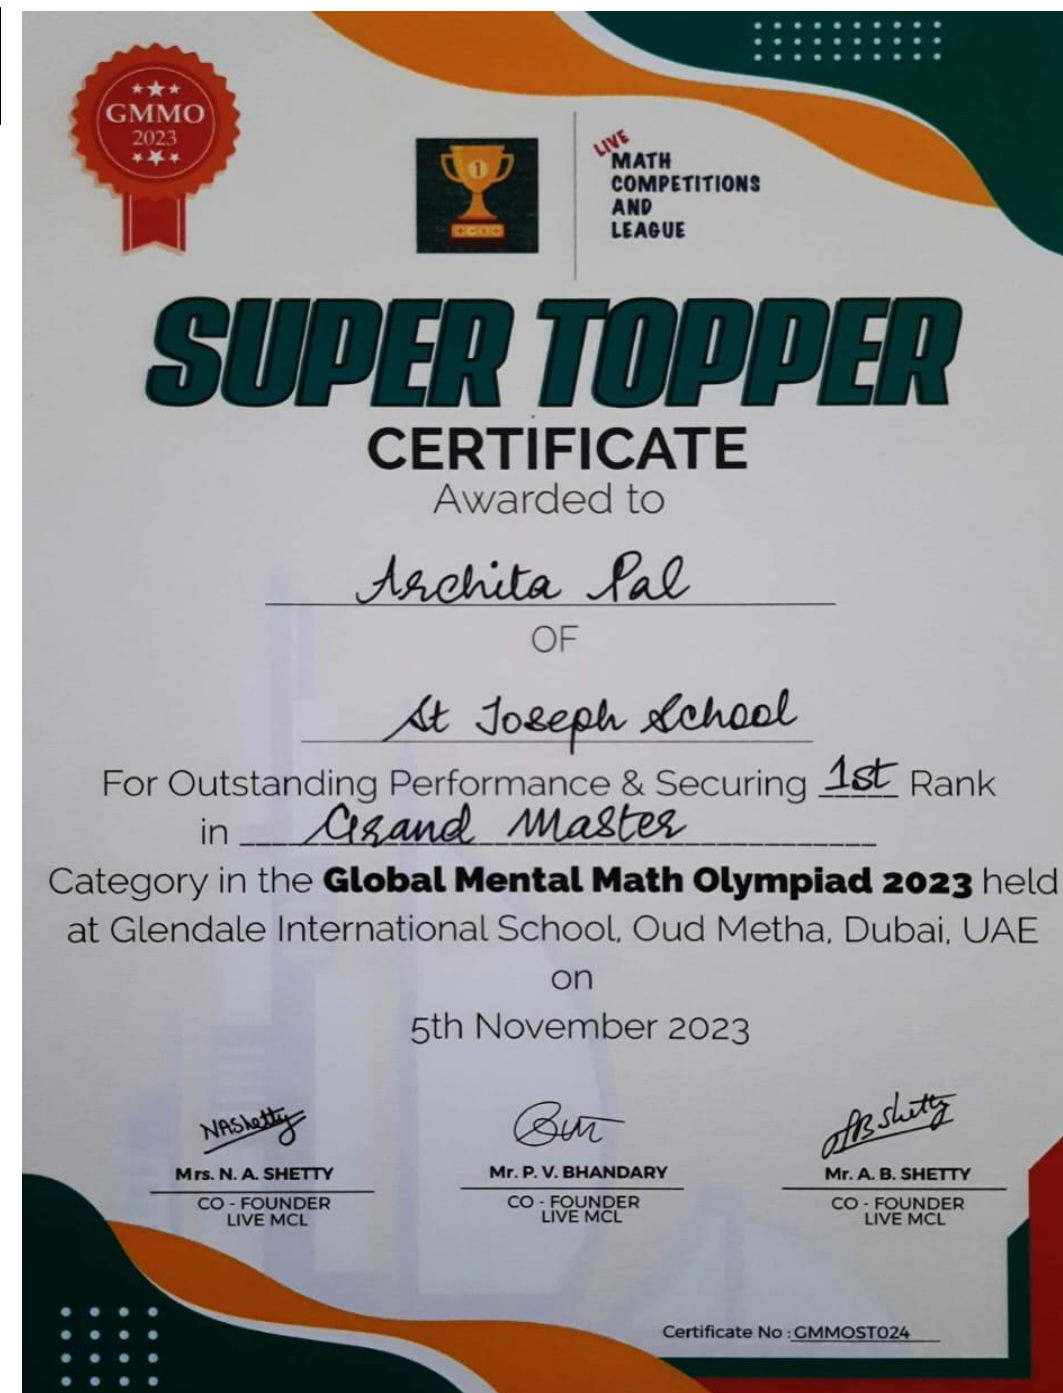 GMMO
2023
1
LIVE
MATH
COMPETITIONS
AND
LEAGUE
SUPER TOPPER
CERTIFICATE
Awarded to
Archita Pal
OF
St Joseph School
For Outstanding Performance & Securing 1st Rank
in Grand Master
Category in the Global Mental Math Olympiad 2023 held
at Glendale International School, Oud Metha, Dubai, UAE
on
5th November 2023
NAShetty
ABShetty
Mrs. N. A. SHETTY
Mr. P. V. BHANDARY
Mr. A. B. SHETTY
CO - FOUNDER
LIVE MCL
CO - FOUNDER
LIVE MCL
CO - FOUNDER
LIVE MCL
Certificate No : GMMOST024